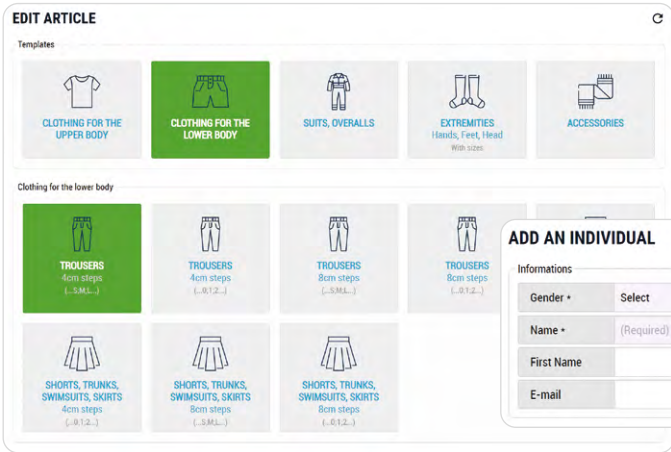 EDIT ARTICLE
Templates
CLOTHING FOR THE
UPPER BODY
CLOTHING FOR THE
LOWER BODY
SUITS, OVERALLS
EXTREMITIES
Hands, Feet, Head
With sizes
ACCESSORIES
Clothing for the lower body
TROUSERS
4cm steps
(...S,M,L...)
TROUSERS
4cm steps
(...0,1,2...)
TROUSERS
8cm steps
(...S,M,L...)
TROUSERS
8cm steps
(...0,1,2...)
SHORTS, TRUNKS,
SWIMSUITS, SKIRTS
4cm steps
(...0,1,2...)
SHORTS, TRUNKS,
SWIMSUITS, SKIRTS
8cm steps
(...S,M,L...)
SHORTS, TRUNKS,
SWIMSUITS, SKIRTS
8cm steps
(...0,1,2...)
ADD AN INDIVIDUAL
Informations
Gender * Select
Name * (Required)
First Name
E-mail